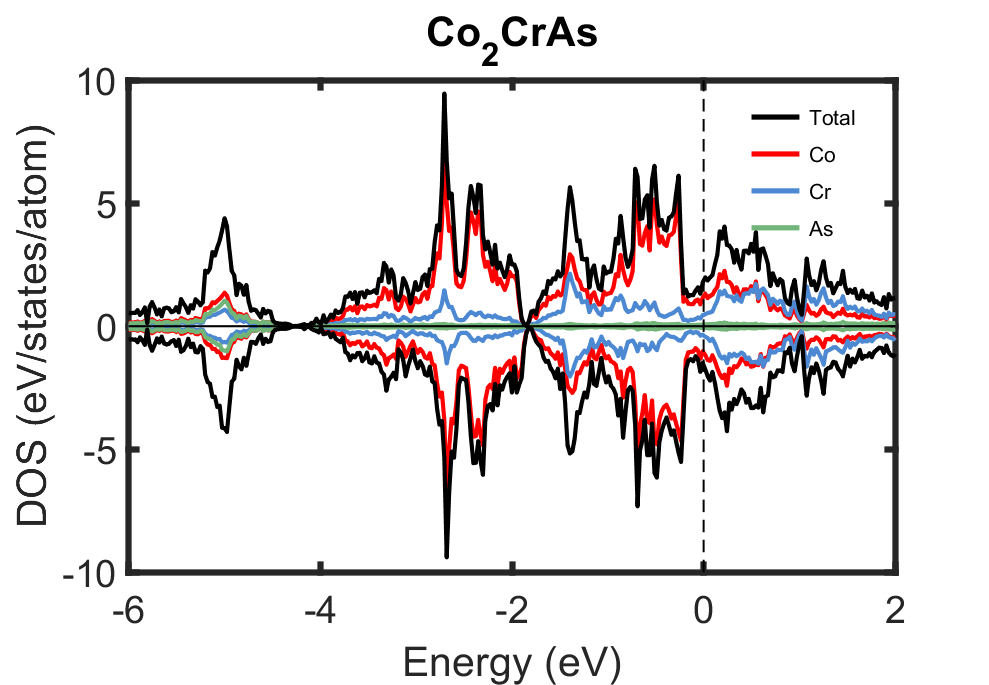 Co₂CrAs
DOS (eV/states/atom)
10
5
0
-5
-10
Total
Co
Cr
As
-6 -4 -2 0 2
Energy (eV)